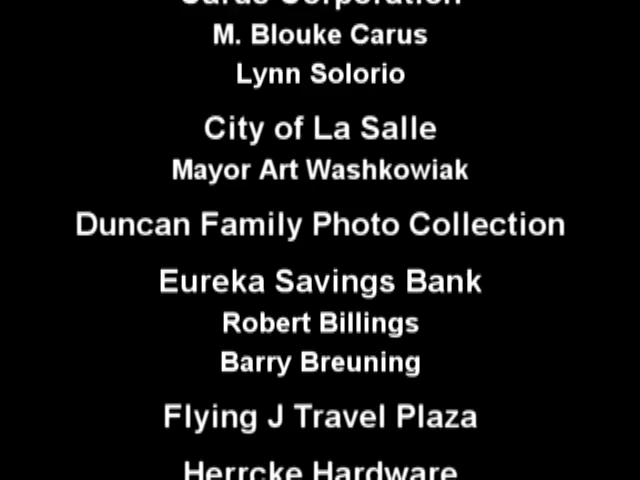 Carus Corporation
M. Blouke Carus
Lynn Solorio
City of La Salle
Mayor Art Washkowiak
Duncan Family Photo Collection
Eureka Savings Bank
Robert Billings
Barry Breuning
Flying J Travel Plaza
Herrcke Hardware